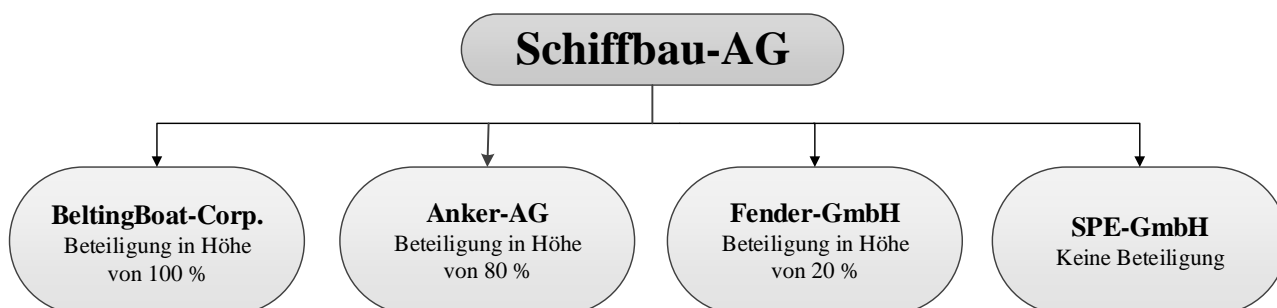 Schiffbau-AG
BeltingBoat-Corp.
Beteiligung in Höhe
von 100 %
Anker-AG
Beteiligung in Höhe
von 80 %
Fender-GmbH
Beteiligung in Höhe
von 20 %
SPE-GmbH
Keine Beteiligung